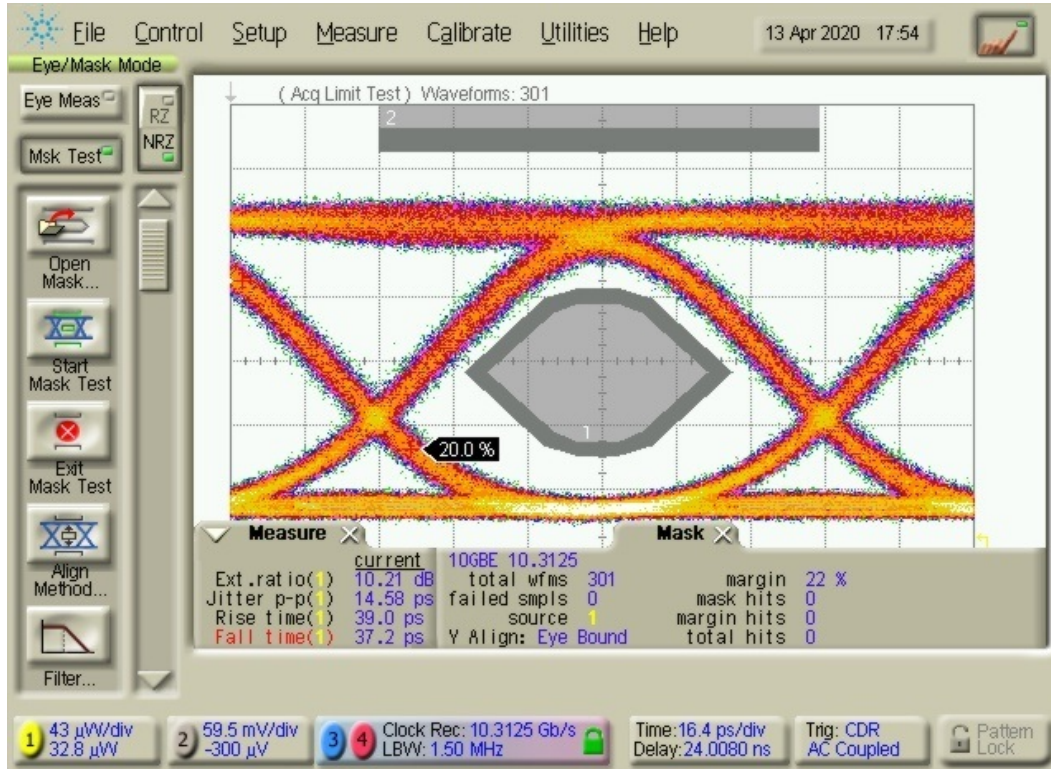 File Control Setup Measure Calibrate Utilities Help 13 Apr 2020 17:54
Eye/Mask Mode
Eye Meas
RZ
NRZ
Msk Test
( Acq Limit Test ) Waveforms: 301
2
Open
Mask...
Start
Mask Test
Exit
Mask Test
Align
Method...
Filter...
1
20.0 %
Measure
current
Ext.ratio(1) 10.21 dB
Jitter p-p(1) 14.58 ps
Rise time(1) 39.0 ps
Fall time(1) 37.2 ps
Mask
10GBE 10.3125
total wfms 301 margin 22 %
failed smpls 0 mask hits 0
source 1 margin hits 0
Y Align: Eye Bound total hits 0
1 43 µW/div
32.8 µW
2 59.5 mV/div
-300 µV
3 4 Clock Rec: 10.3125 Gb/s
LBW: 1.50 MHz
Time:16.4 ps/div
Delay:24.0080 ns
Trig: CDR
AC Coupled
Pattern
Lock